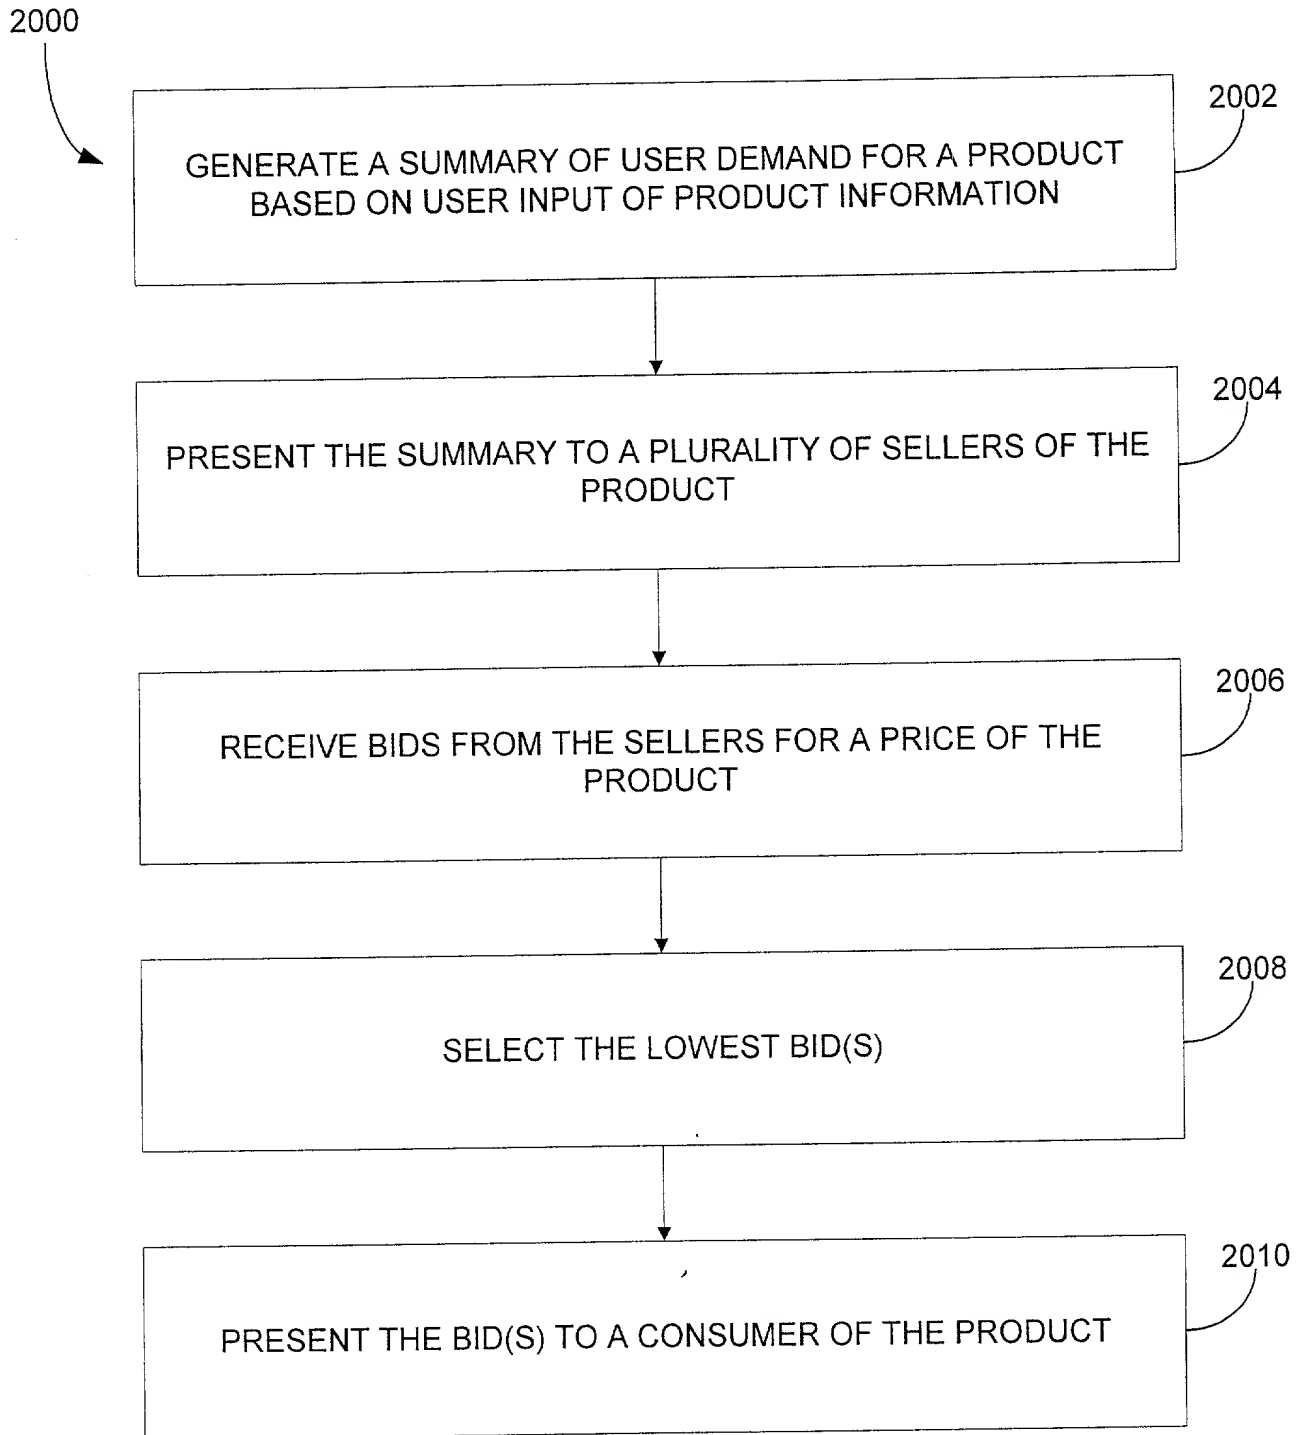 2000
2002
GENERATE A SUMMARY OF USER DEMAND FOR A PRODUCT
BASED ON USER INPUT OF PRODUCT INFORMATION
2004
PRESENT THE SUMMARY TO A PLURALITY OF SELLERS OF THE
PRODUCT
2006
RECEIVE BIDS FROM THE SELLERS FOR A PRICE OF THE
PRODUCT
2008
SELECT THE LOWEST BID(S)
2010
PRESENT THE BID(S) TO A CONSUMER OF THE PRODUCT